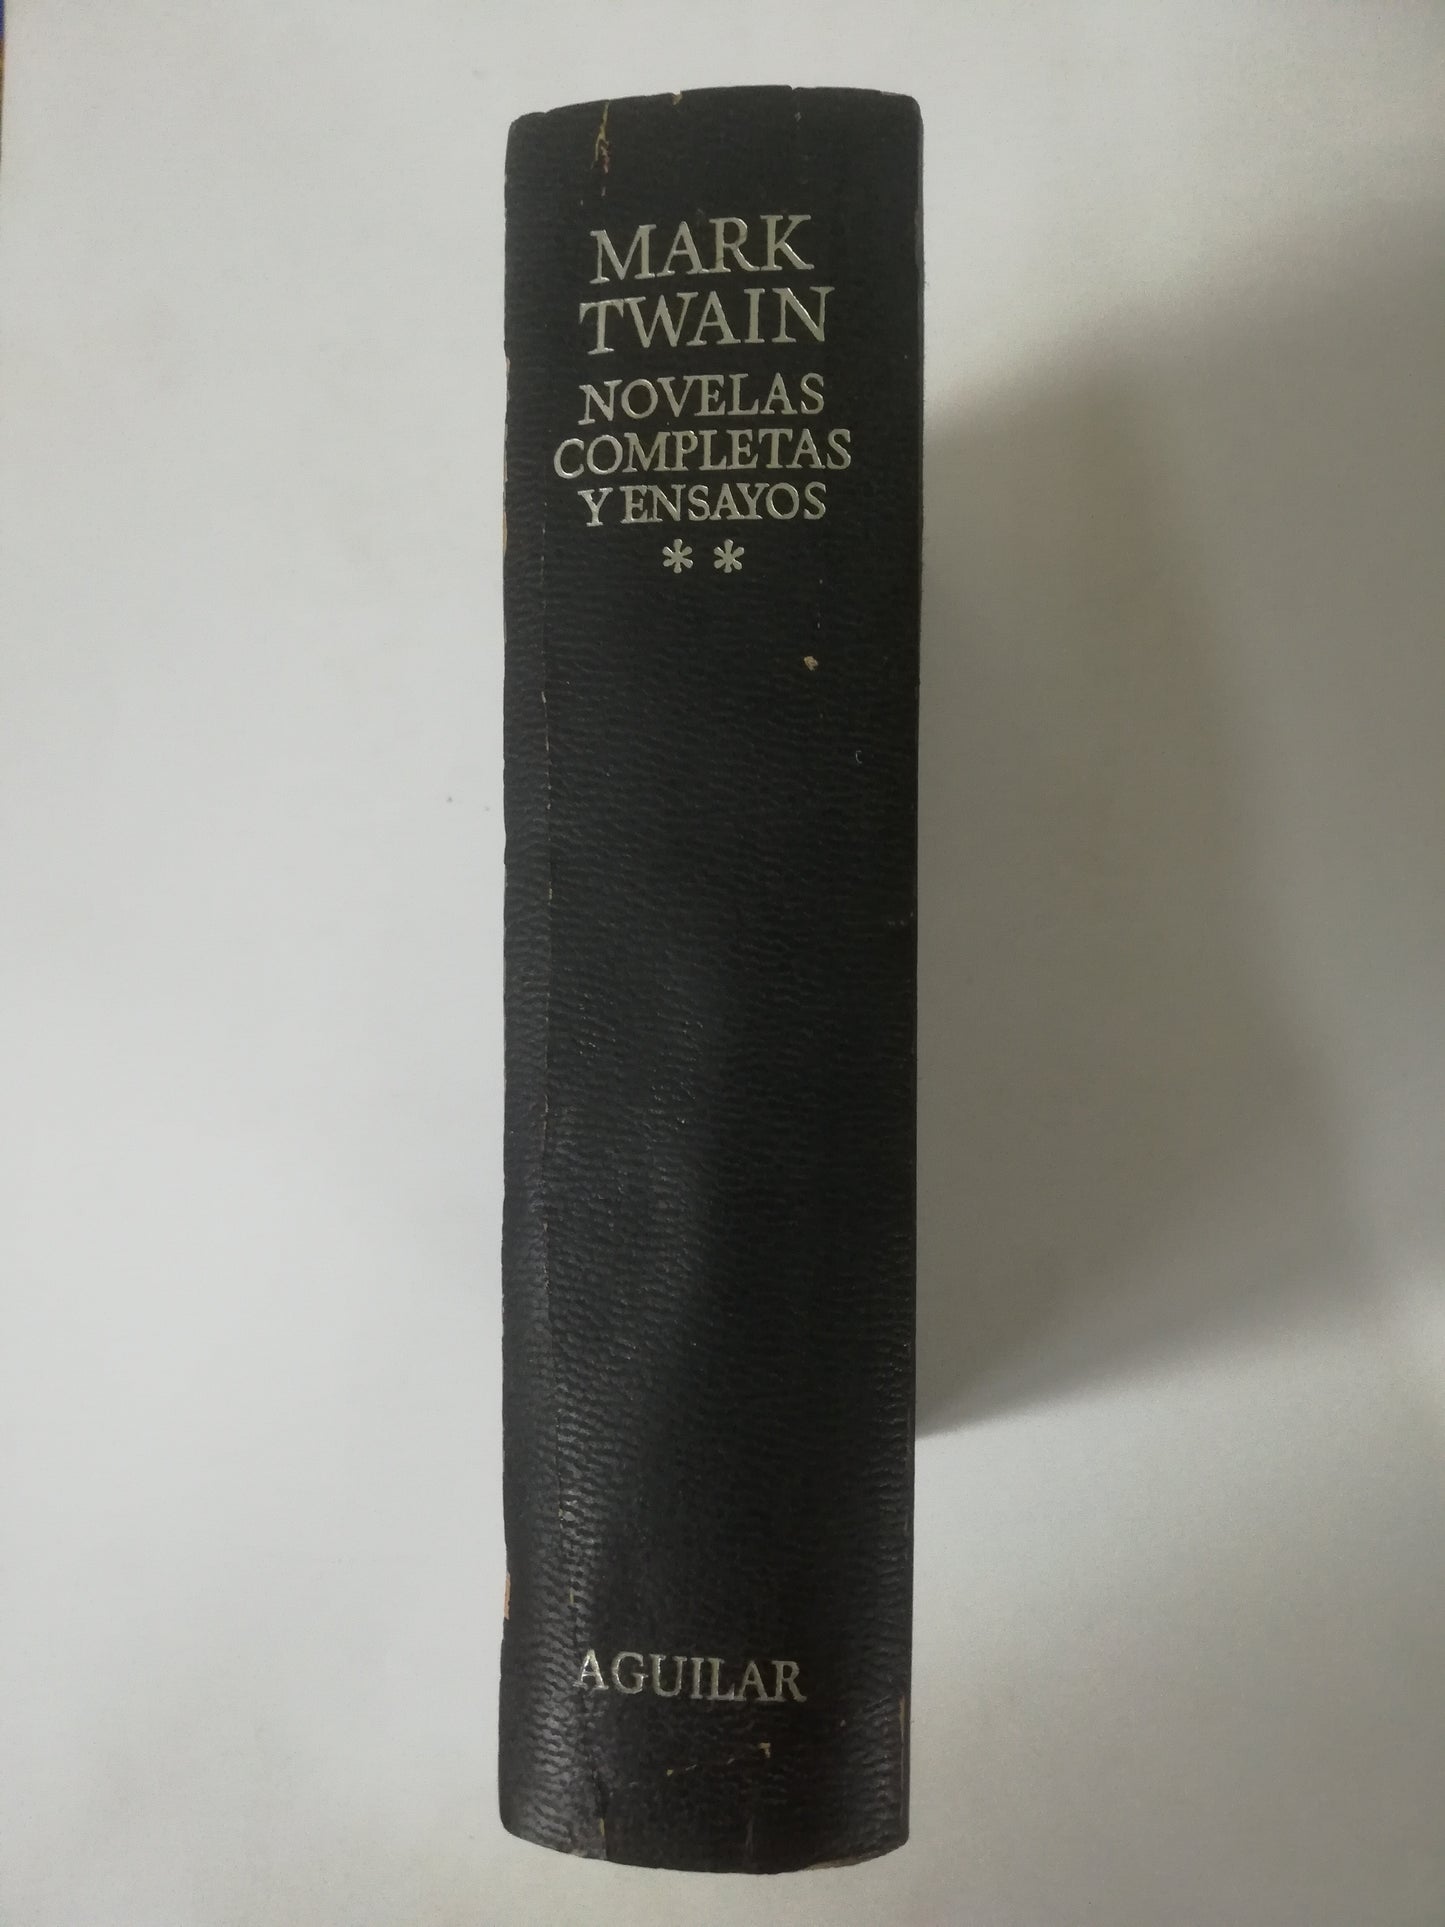 MARK
TWAIN
NOVELAS
COMPLETAS
Y ENSAYOS
* *
AGUILAR